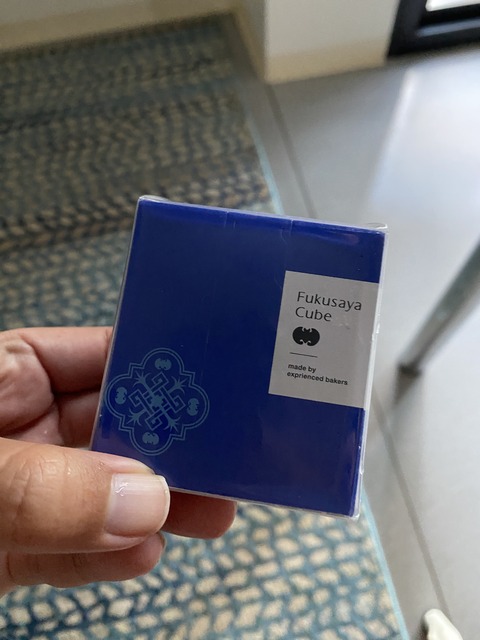 Fukusaya
Cube
made by
exprienced bakers